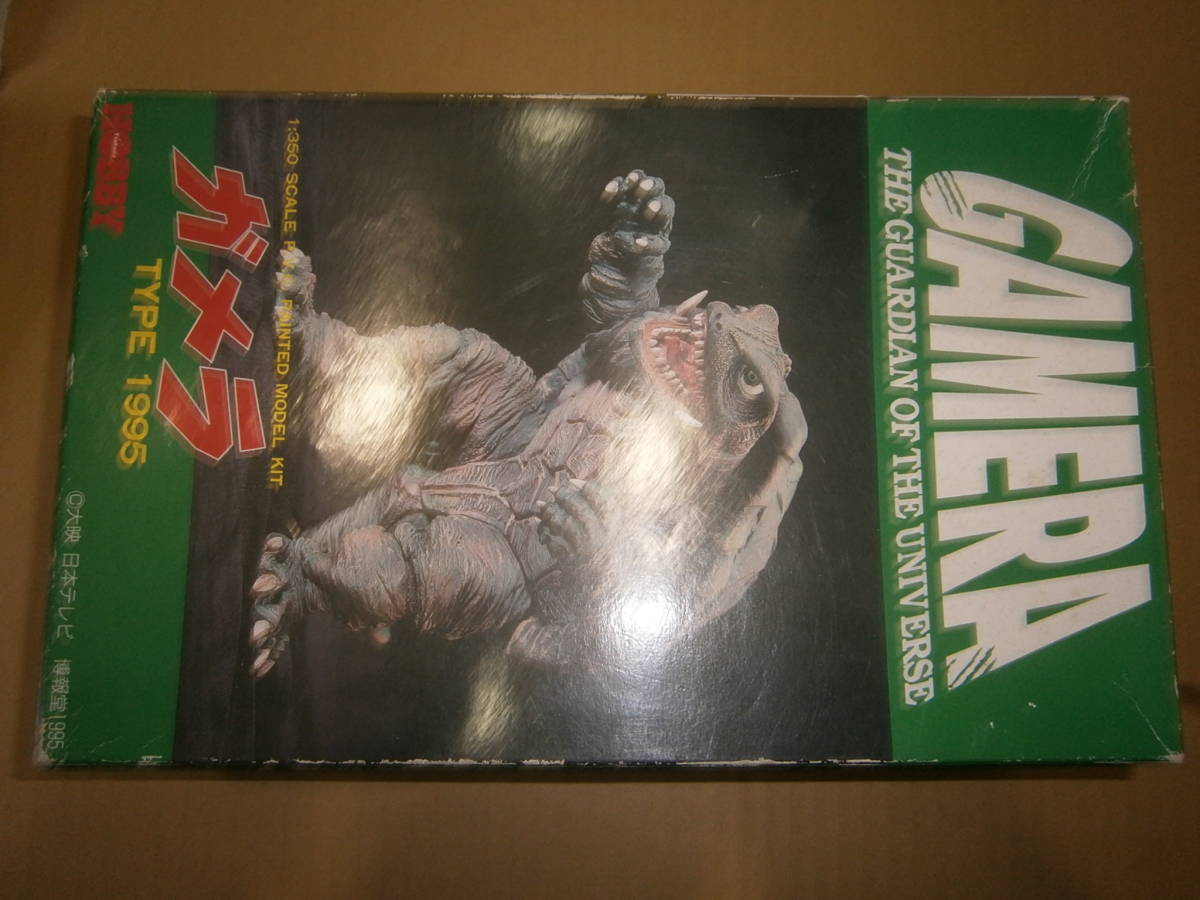 GAMERA
THE GUARDIAN OF THE UNIVERSE
1:350 SCALE PAINTED MODEL KIT
ガメラ
TYPE 1995
HOBBY
©大映 日本テレビ 博報堂1995